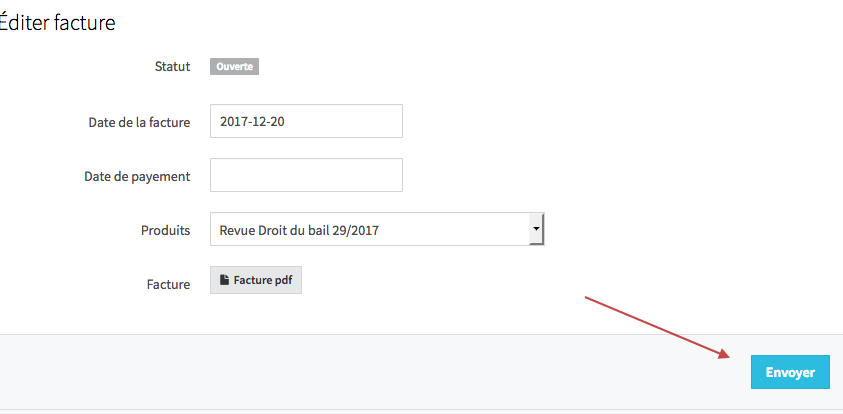 Éditer facture
Statut Ouverte
Date de la facture 2017-12-20
Date de payement
Produits Revue Droit du bail 29/2017
Facture Facture pdf
Envoyer